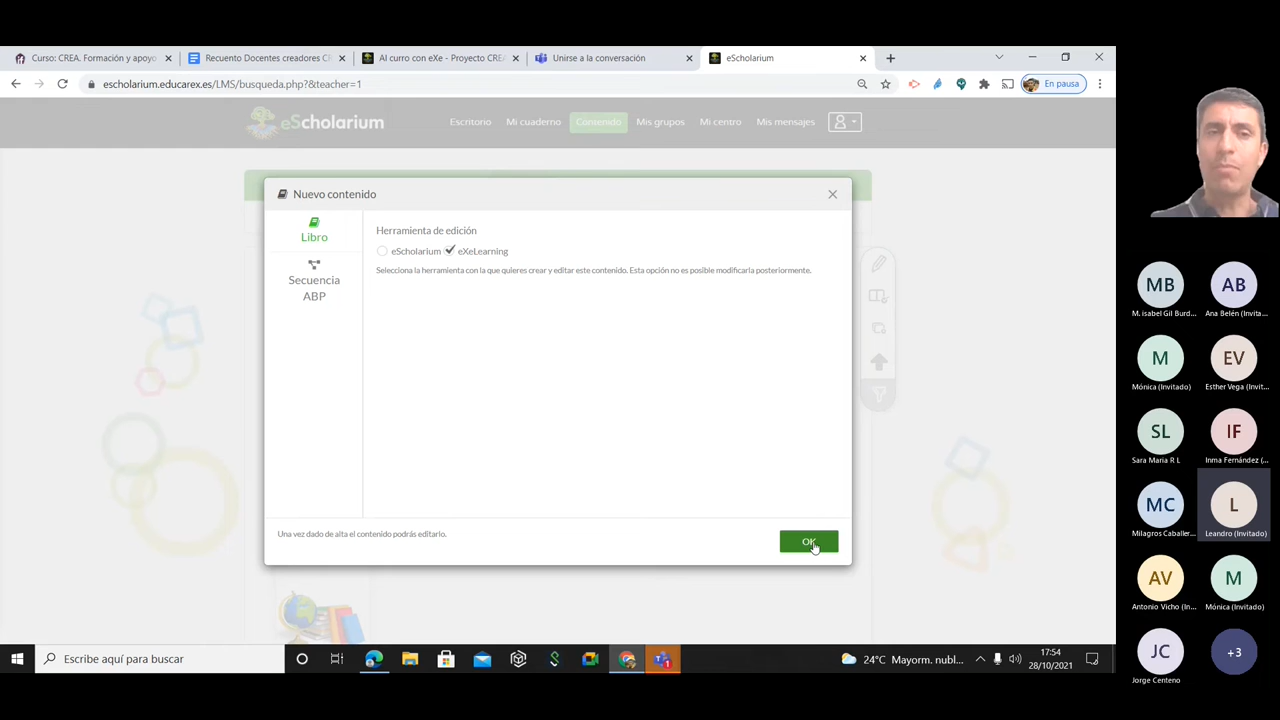 Curso: CREA. Formación y apoyo
Recuento Docentes creadores C
Al curro con eXe - Proyecto CRE
Unirse a la conversación
eScholarium
escholarium.educarex.es/LMS/busqueda.php?&teacher=1
En pausa
eScholarium
Escritorio
Mi cuaderno
Contenido
Mis grupos
Mi centro
Mis mensajes
Nuevo contenido
Libro
Secuencia
ABP
Herramienta de edición
eScholarium
eXeLearning
Selecciona la herramienta con la que quieres crear y editar este contenido. Esta opción no es posible modificarla posteriormente.
Una vez dado de alta el contenido podrás editarlo.
OK
MB
M. isabel Gil Burd...
AB
Ana Belén (Invita...
M
Mónica (Invitado)
EV
Esther Vega (Invit...
SL
Sara Maria R L
IF
Inma Fernández (...
MC
Milagros Caballer...
L
Leandro (Invitado)
AV
Antonio Vicho (In...
M
Mónica (Invitado)
JC
Jorge Centeno
+3
Escribe aquí para buscar
24°C Mayorm. nubl...
17:54
28/10/2021